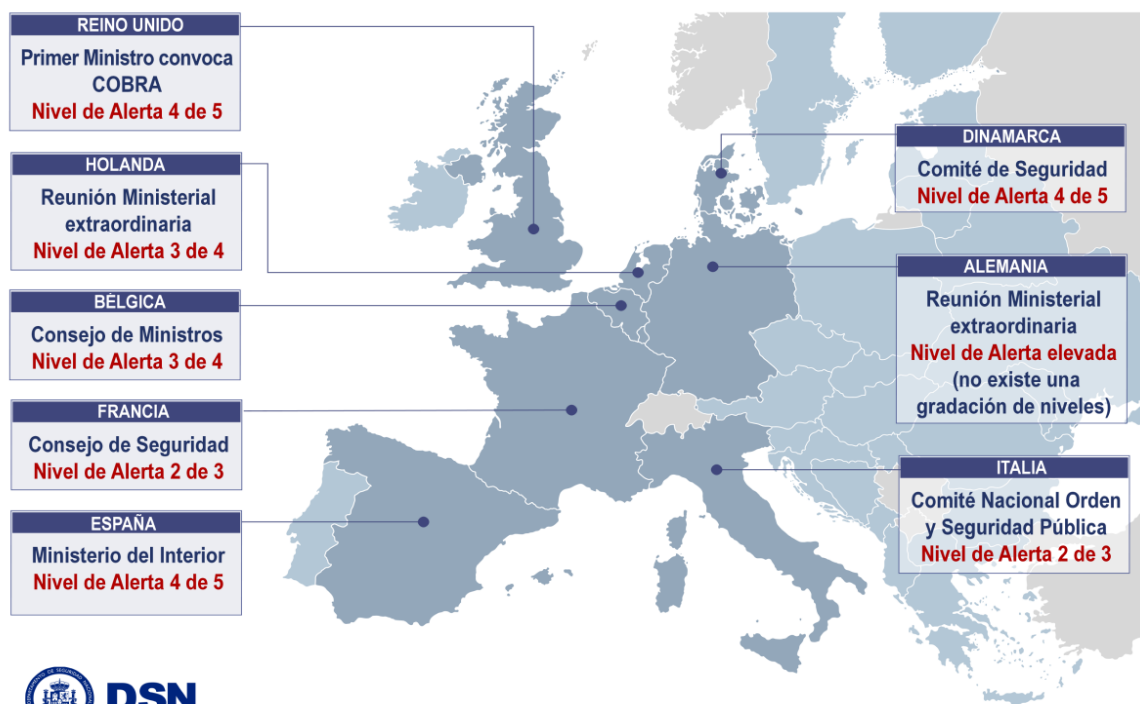 REINO UNIDO
Primer Ministro convoca
COBRA
Nivel de Alerta 4 de 5
HOLANDA
Reunión Ministerial
extraordinaria
Nivel de Alerta 3 de 4
BÉLGICA
Consejo de Ministros
Nivel de Alerta 3 de 4
FRANCIA
Consejo de Seguridad
Nivel de Alerta 2 de 3
ESPAÑA
Ministerio del Interior
Nivel de Alerta 4 de 5
DINAMARCA
Comité de Seguridad
Nivel de Alerta 4 de 5
ALEMANIA
Reunión Ministerial
extraordinaria
Nivel de Alerta elevada
(no existe una
gradación de niveles)
ITALIA
Comité Nacional Orden
y Seguridad Pública
Nivel de Alerta 2 de 3
DEPARTAMENTO DE SEGURIDAD NACIONAL
DSN